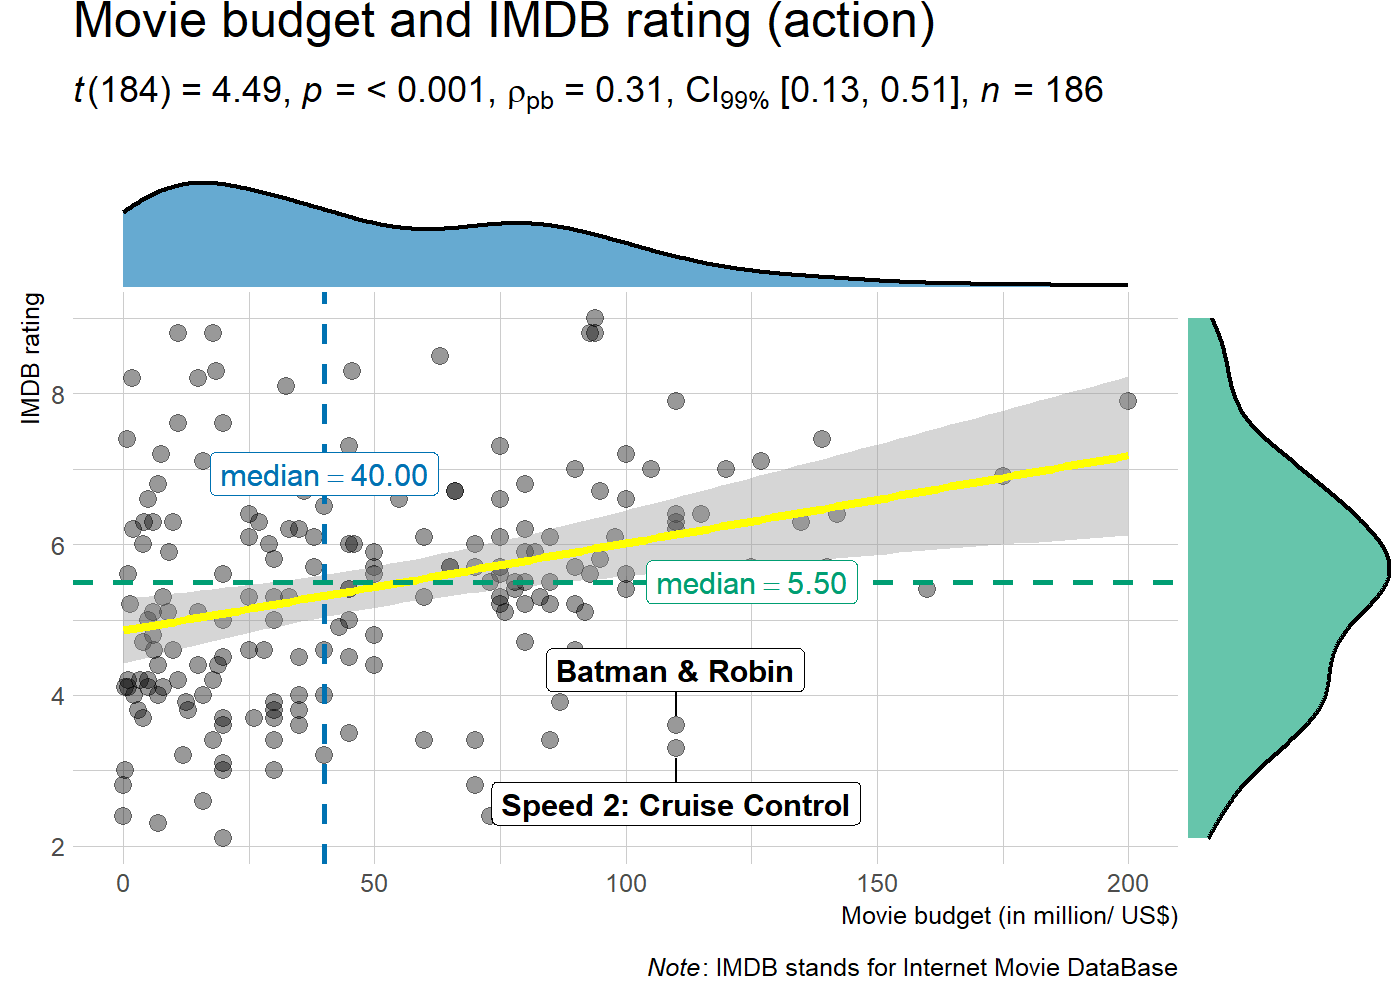 Movie budget and IMDB rating (action)
t(184) = 4.49, p = < 0.001, ρpb = 0.31, CI99% [0.13, 0.51], n = 186
IMDB rating
8
median = 40.00
6
median = 5.50
Batman & Robin
4
Speed 2: Cruise Control
2
0 50 100 150 200
Movie budget (in million/ US$)
Note: IMDB stands for Internet Movie DataBase